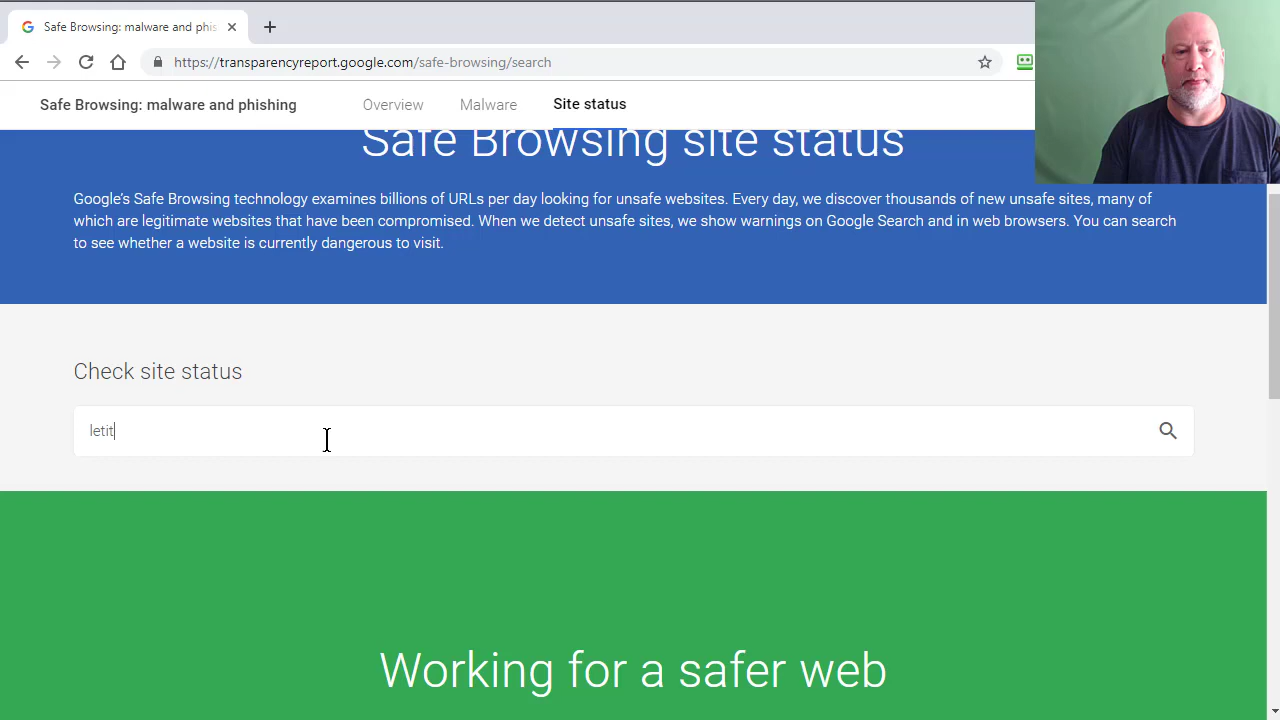 Safe Browsing: malware and phis
https://transparencyreport.google.com/safe-browsing/search
Safe Browsing: malware and phishing Overview Malware Site status
Safe Browsing site status
Google's Safe Browsing technology examines billions of URLs per day looking for unsafe websites. Every day, we discover thousands of new unsafe sites, many of
which are legitimate websites that have been compromised. When we detect unsafe sites, we show warnings on Google Search and in web browsers. You can search
to see whether a website is currently dangerous to visit.
Check site status
letit
Working for a safer web